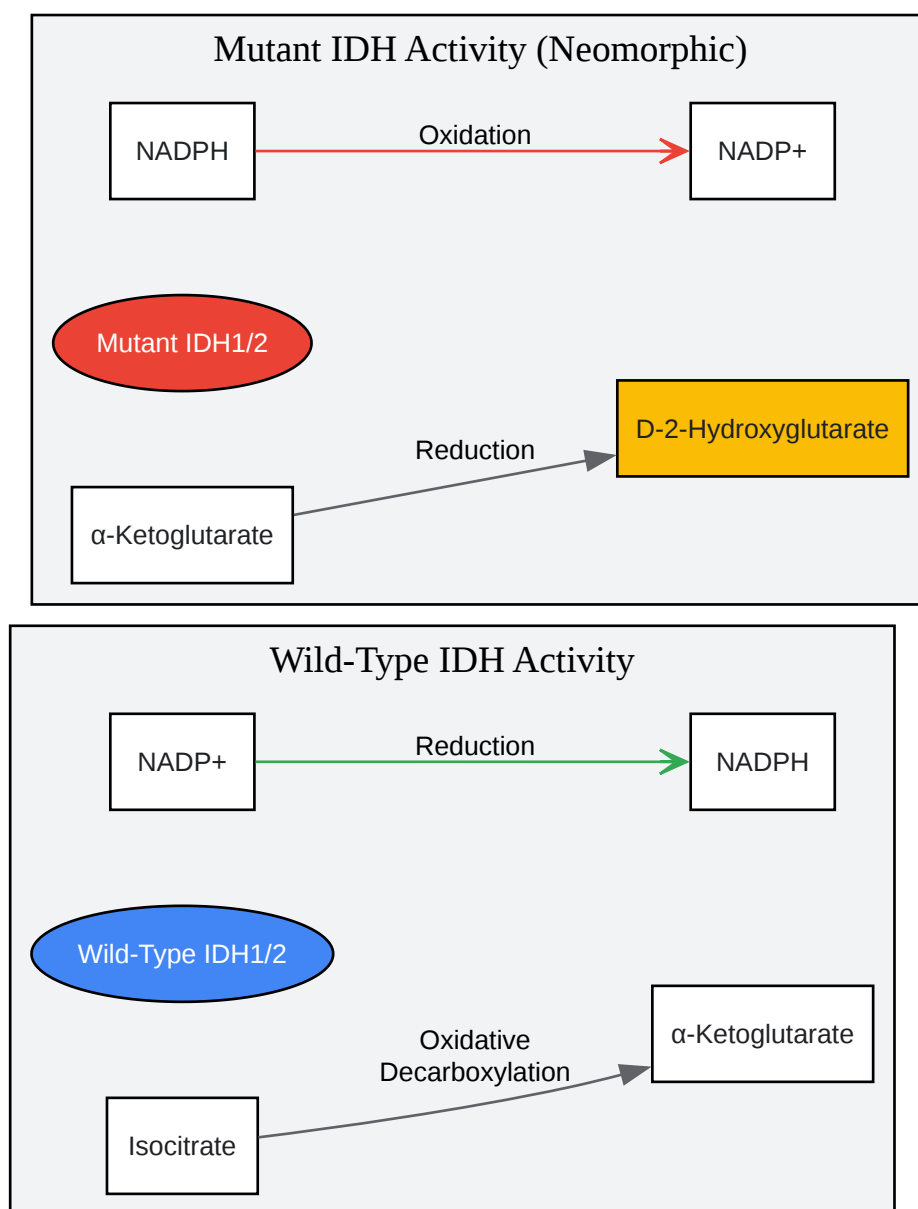 Mutant IDH Activity (Neomorphic)
NADPH
Oxidation
NADP+
Mutant IDH1/2
D-2-Hydroxyglutarate
Reduction
α-Ketoglutarate
Wild-Type IDH Activity
NADP+
Reduction
NADPH
Wild-Type IDH1/2
α-Ketoglutarate
Oxidative
Decarboxylation
Isocitrate